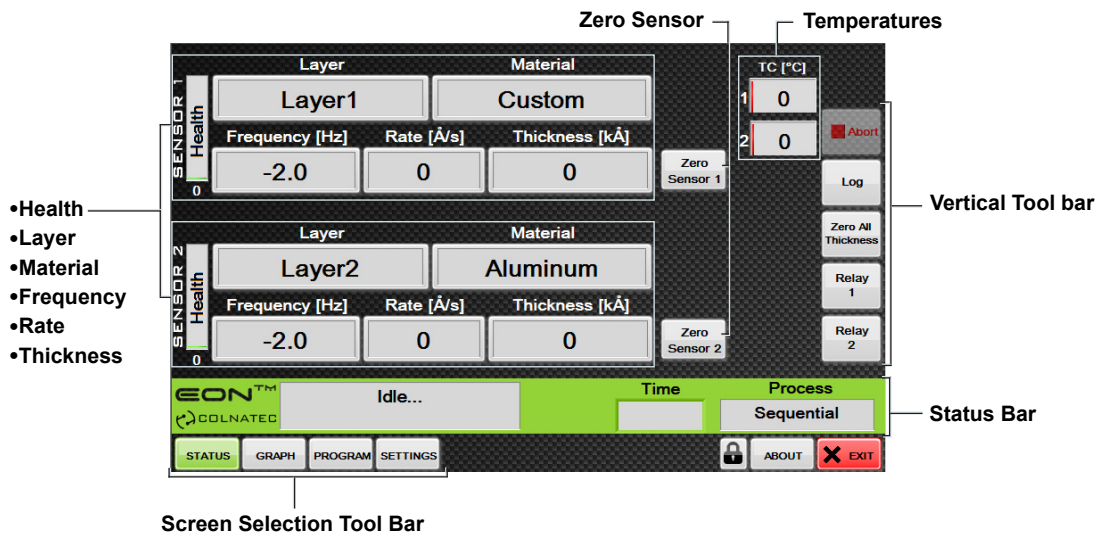 Zero Sensor
Temperatures
Layer
Material
TC [°C]
SENSOR 1
Health
0
Layer1
Custom
1
0
Frequency [Hz]
Rate [Å/s]
Thickness [kÅ]
2
0
-2.0
0
0
Zero
Sensor 1
Abort
Log
Zero All
Thickness
Relay
1
Relay
2
Vertical Tool bar
•Health
•Layer
•Material
•Frequency
•Rate
•Thickness
Layer
Material
SENSOR 2
Health
0
Layer2
Aluminum
Frequency [Hz]
Rate [Å/s]
Thickness [kÅ]
-2.0
0
0
Zero
Sensor 2
EON™
COLNATEC
Idle...
Time
Process
Sequential
Status Bar
STATUS
GRAPH
PROGRAM
SETTINGS
ABOUT
EXIT
Screen Selection Tool Bar